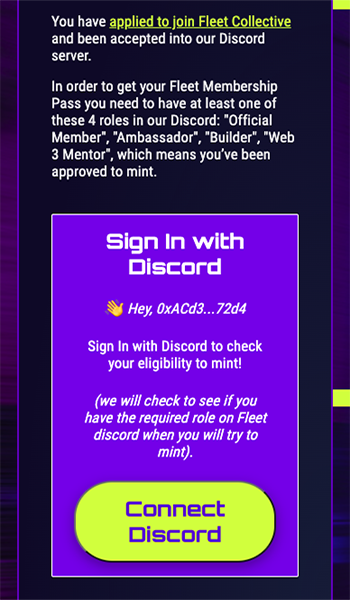 You have applied to join Fleet Collective
and been accepted into our Discord
server.
In order to get your Fleet Membership
Pass you need to have at least one of
these 4 roles in our Discord: "Official
Member", "Ambassador", "Builder", "Web
3 Mentor", which means you've been
approved to mint.
Sign In with
Discord
👋 Hey, 0xACd3...72d4
Sign In with Discord to check
your eligibility to mint!
(we will check to see if you
have the required role on Fleet
discord when you will try to
mint).
Connect
Discord